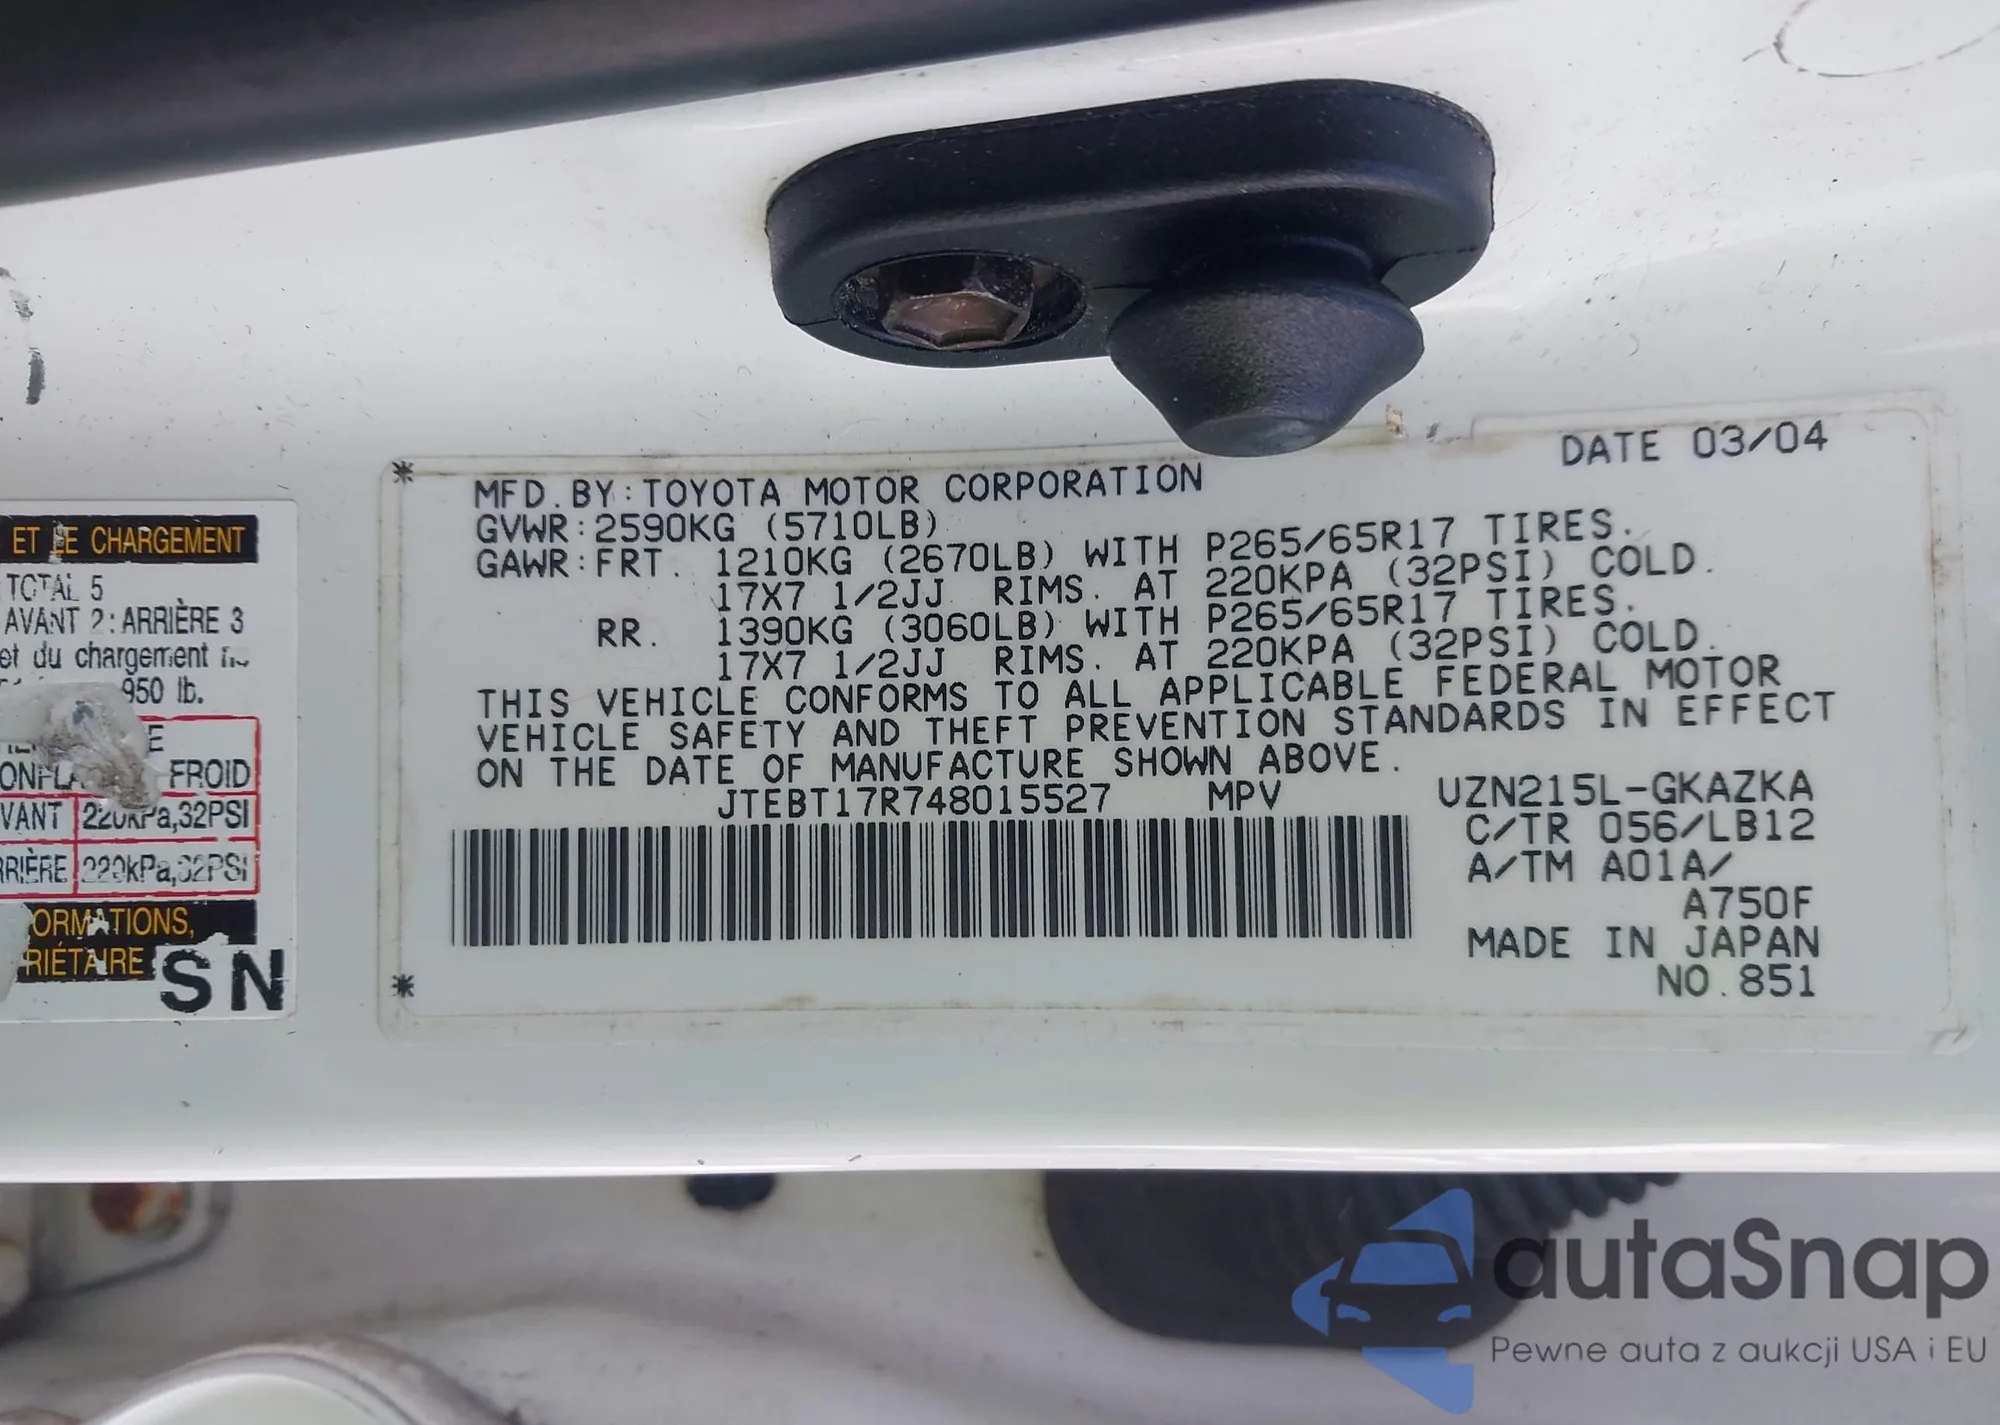 DATE 03/04
MFD.BY:TOYOTA MOTOR CORPORATION
GVWR:2590KG (5710LB)
GAWR:FRT. 1210KG (2670LB) WITH P265/65R17 TIRES.
17X7 1/2JJ RIMS. AT 220KPA (32PSI) COLD.
RR. 1390KG (3060LB) WITH P265/65R17 TIRES.
17X7 1/2JJ RIMS. AT 220KPA (32PSI) COLD.
THIS VEHICLE CONFORMS TO ALL APPLICABLE FEDERAL MOTOR
VEHICLE SAFETY AND THEFT PREVENTION STANDARDS IN EFFECT
ON THE DATE OF MANUFACTURE SHOWN ABOVE.
JTEBT17R748015527 MPV UZN215L-GKAZKA
C/TR 056/LB12
A/TM A01A/
A750F
MADE IN JAPAN
NO.851
ET LE CHARGEMENT
TOTAL 5
AVANT 2:ARRIÈRE 3
et du chargement
950 lb.
FROID
VANT 220kPa,32PSI
RRIÈRE 220kPa,32PSI
ORMATIONS,
RIÉTAIRE
SN
autaSnap
Pewne auta z aukcji USA i EU